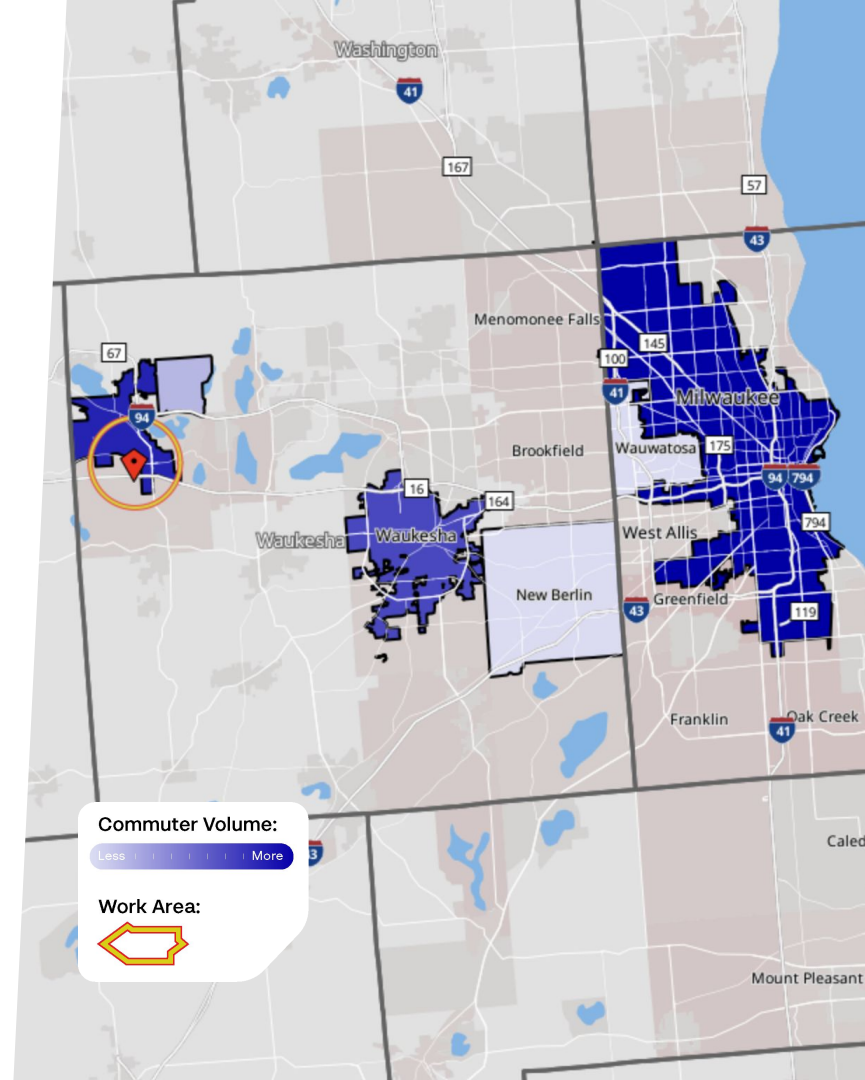 Washington
41
167
57
43
Menomonee Falls
67
145
100
41
Milwaukee
94
Brookfield
Wauwatosa
175
94
794
16
164
794
Waukesha
Waukesha
West Allis
New Berlin
Greenfield
43
119
Franklin
Oak Creek
41
Commuter Volume:
Less
More
Caled
Work Area:
Mount Pleasant